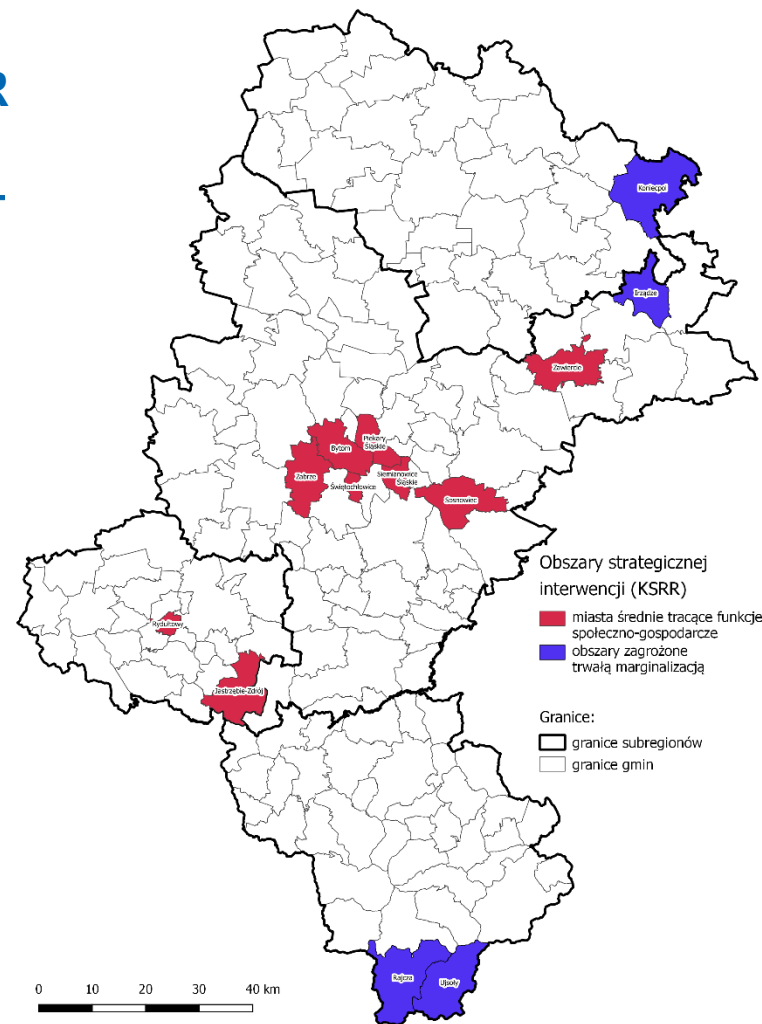 R
Koniecpol
Irządze
Zawiercie
Piekary
Śląskie
Bytom
Siemianowice
Śląskie
Zabrze
Świętochłowice
Sosnowiec
Obszary strategicznej
interwencji (KSRR)
miasta średnie tracące funkcje
społeczno-gospodarcze
obszary zagrożone
trwałą marginalizacją
Rydułtowy
Jastrzębie-Zdrój
Granice:
granice subregionów
granice gmin
Rajcza
Ujsoły
0 10 20 30 40 km